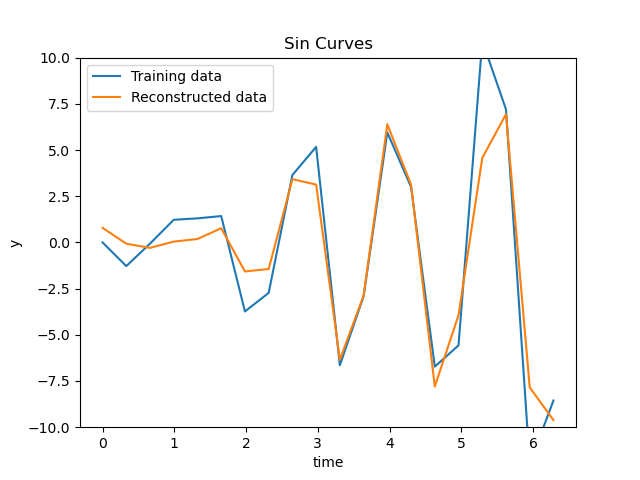 Sin Curves
Training data
Reconstructed data
10.0
7.5
5.0
2.5
0.0
−2.5
−5.0
−7.5
−10.0
y
0 1 2 3 4 5 6
time